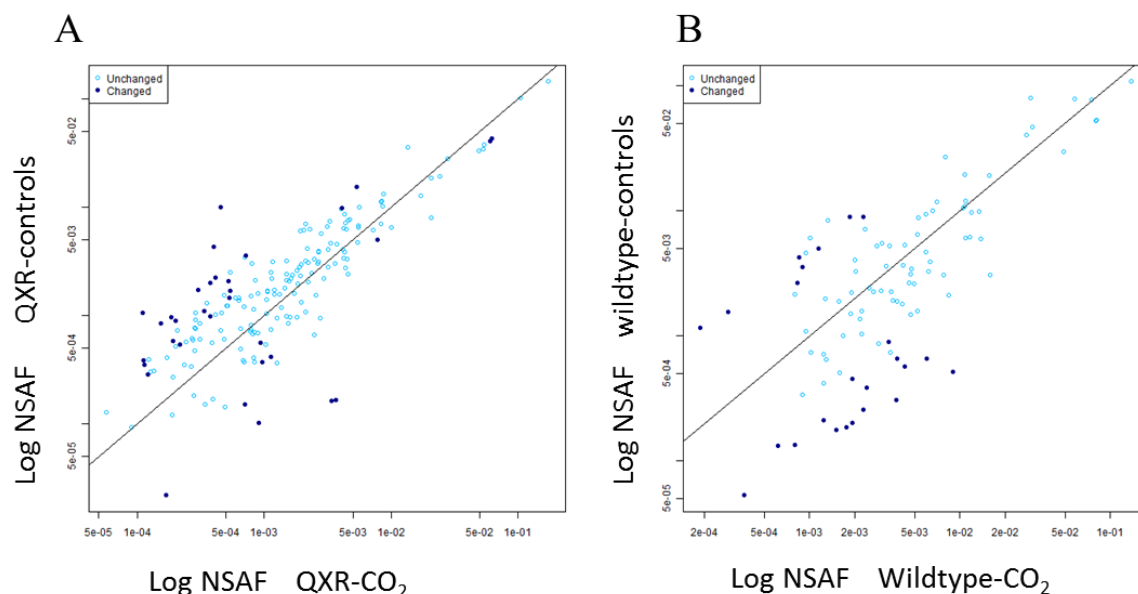 A
Unchanged
Changed
5e-02
5e-03
5e-04
5e-05
Log NSAF QXR-controls
5e-05 1e-04 5e-04 1e-03 5e-03 1e-02 5e-02 1e-01
Log NSAF QXR-CO₂
B
Unchanged
Changed
5e-02
5e-03
5e-04
5e-05
Log NSAF wildtype-controls
2e-04 1e-03 2e-03 5e-03 1e-02 2e-02 5e-02 1e-01
Log NSAF Wildtype-CO₂